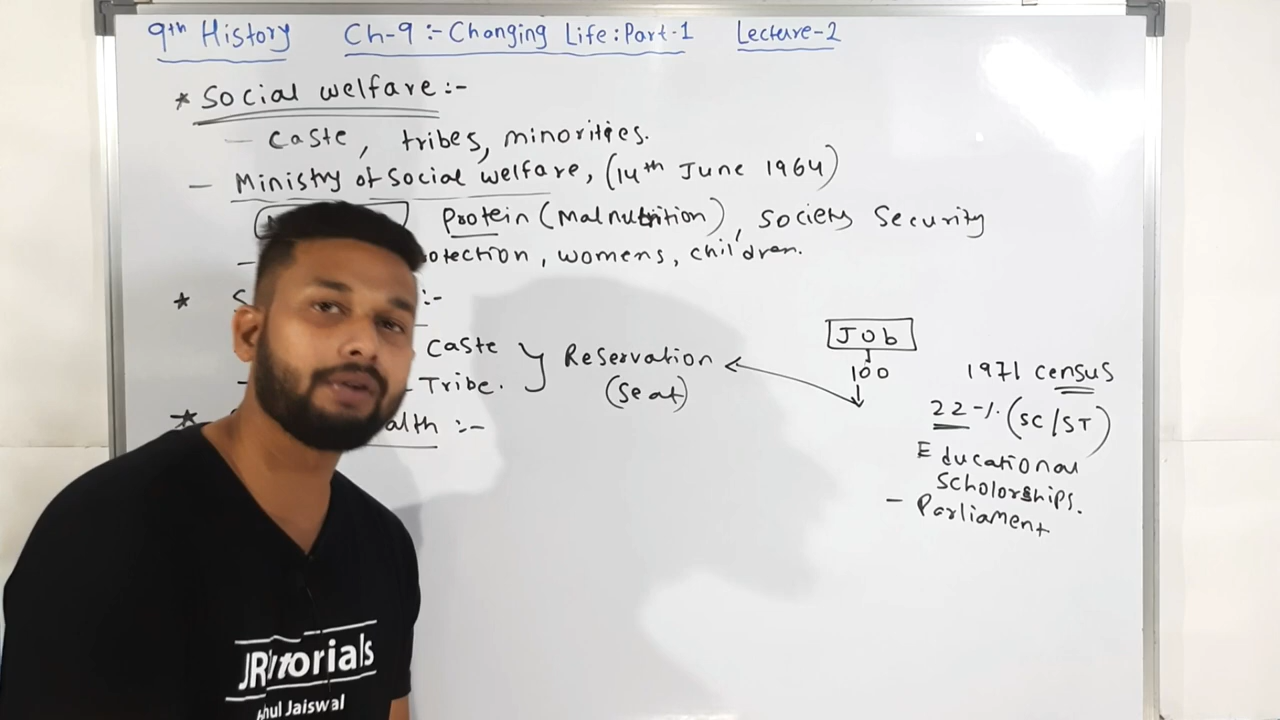 9th History Ch-9:- Changing Life: Part-1 Lecture-2
* Social welfare:-
- Caste, tribes, minorities.
- Ministry of Social welfare, (14th June 1964)
Protein (Malnutrition), Society Security
otection, womens, children.
* S :-
Caste
- Tribe.
Reservation
(Seat)
Job
100
1971 census
22-%. (SC/ST)
Educational
Scholorships.
- Parliament
* alth :-
JR Tutorials
hul Jaiswal